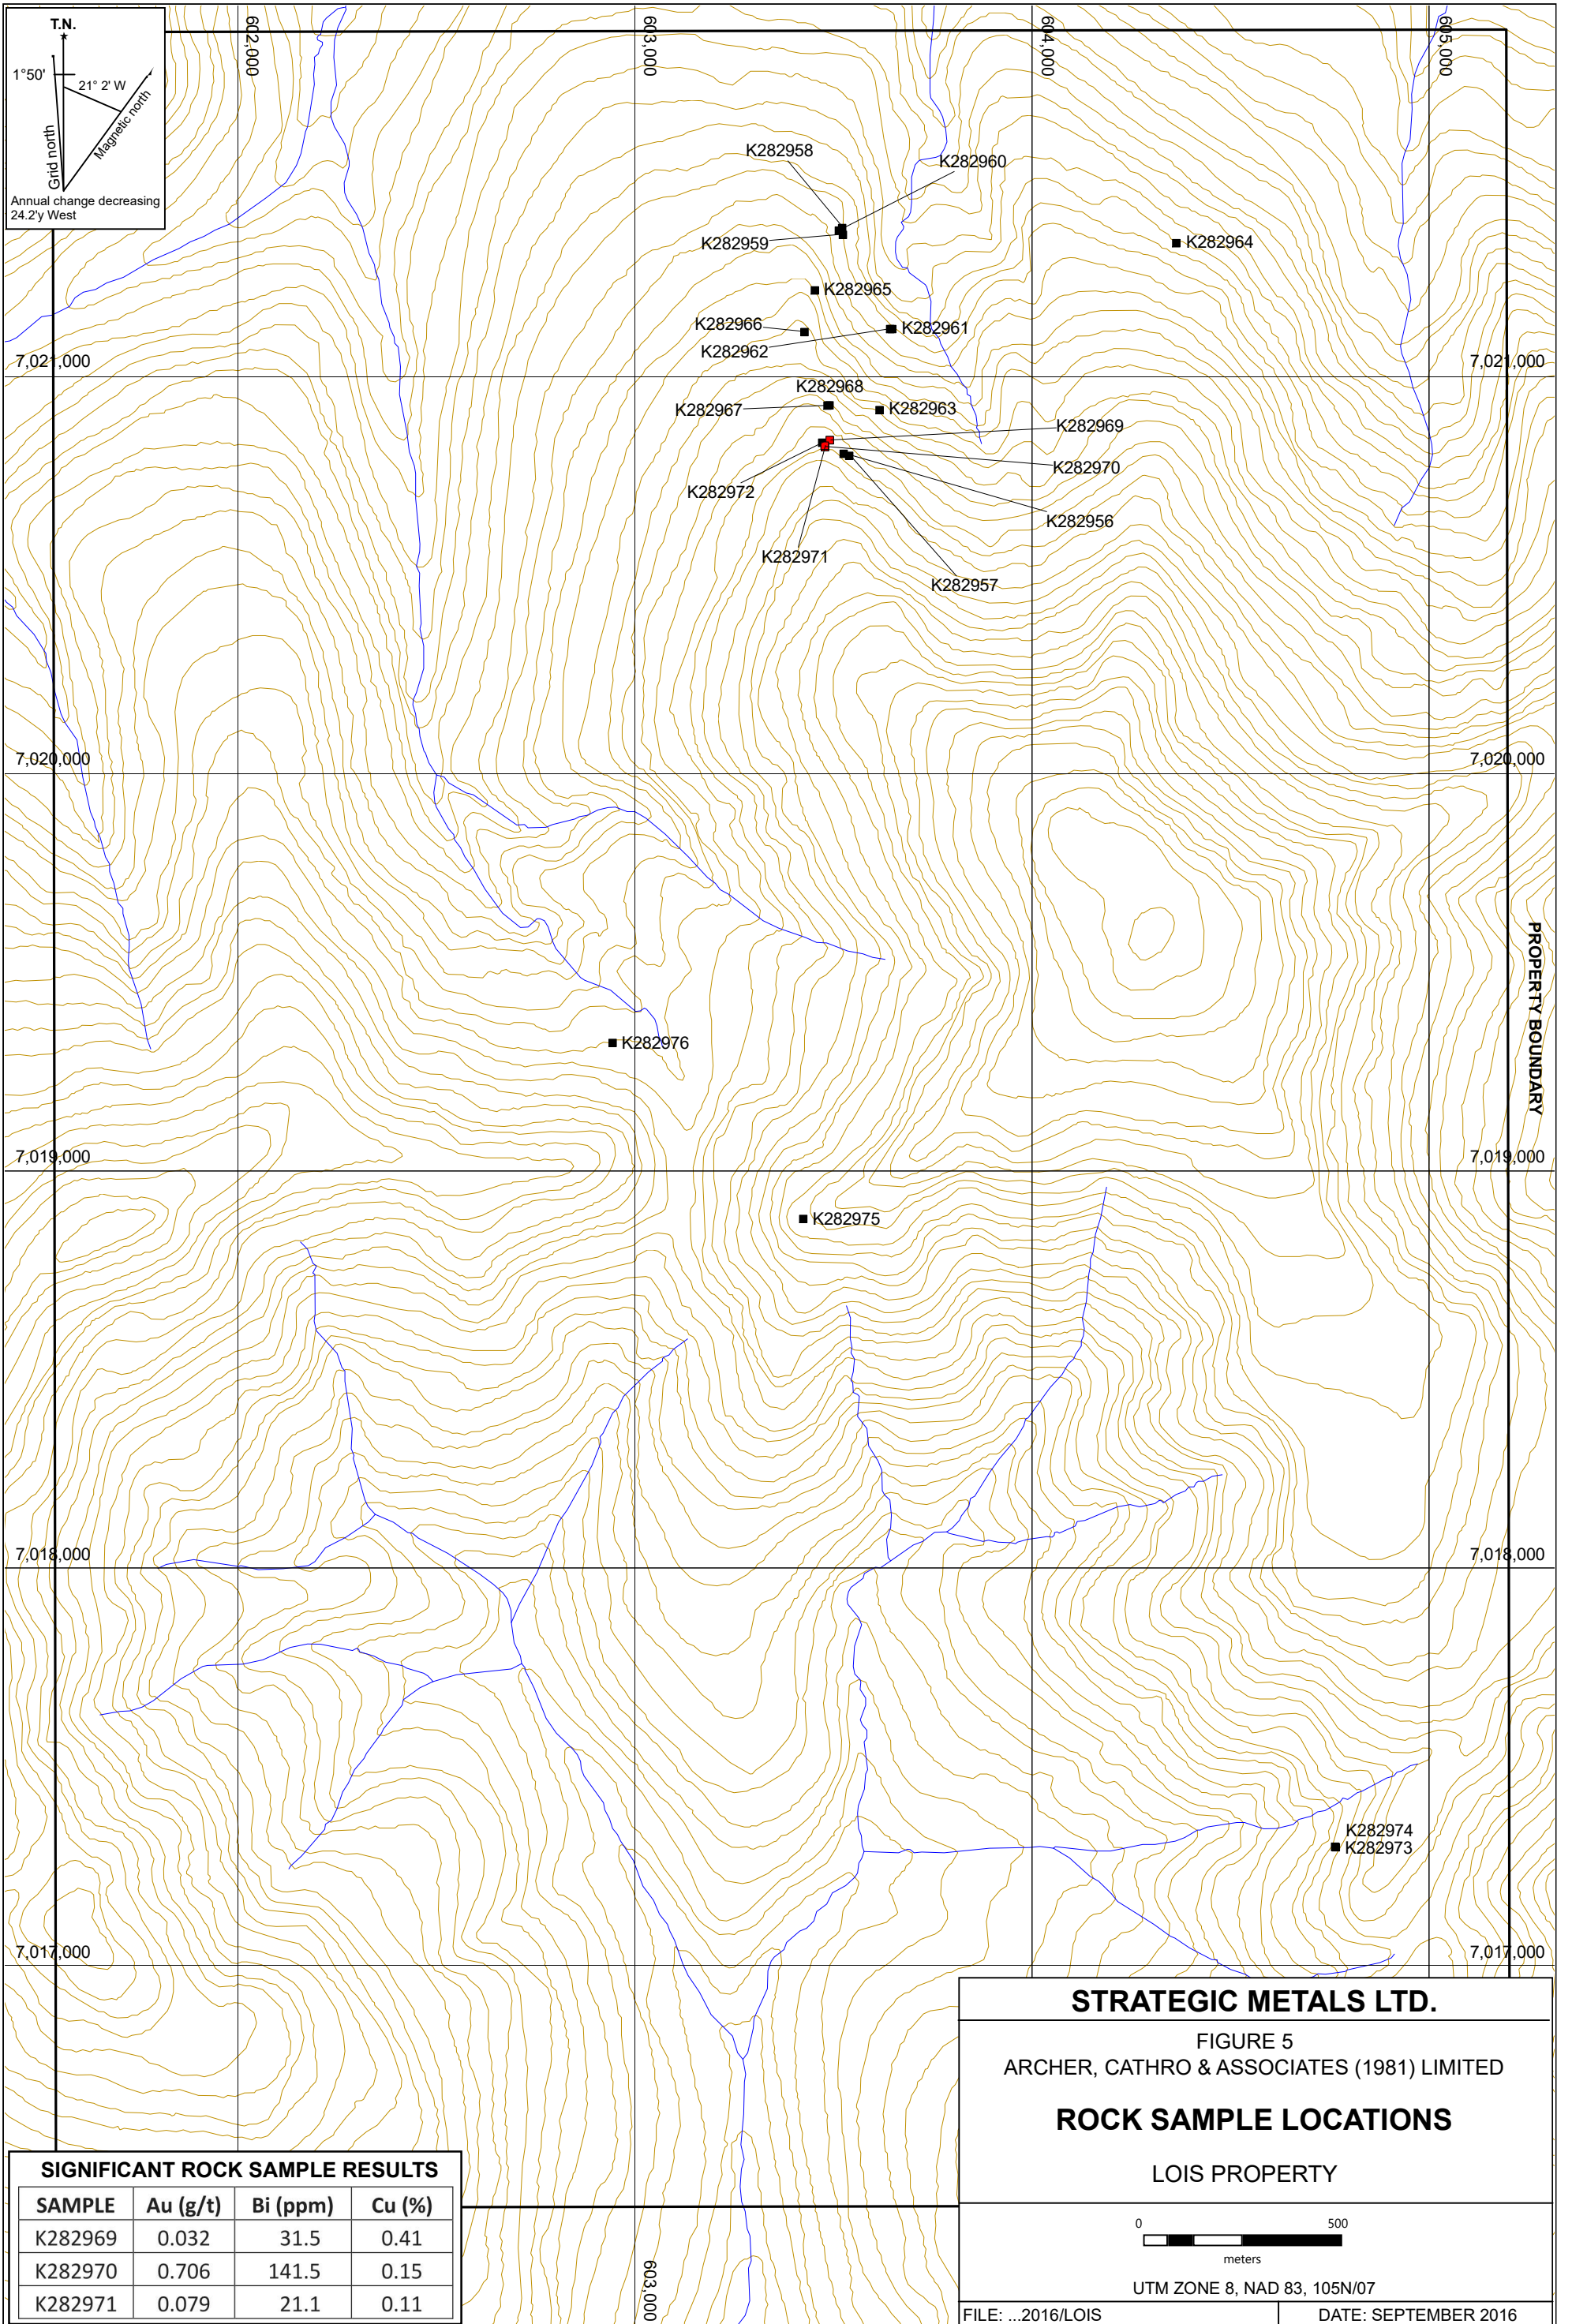 T.N.
1°50'
21° 2' W
Grid north
Magnetic north
Annual change decreasing
24.2'y West
602,000
603,000
604,000
605,000
K282958
K282960
K282959
K282964
K282965
K282966
K282961
K282962
7,021,000
7,021,000
K282968
K282967
K282963
K282969
K282970
K282972
K282956
K282971
K282957
7,020,000
7,020,000
PROPERTY BOUNDARY
K282976
7,019,000
7,019,000
K282975
7,018,000
7,018,000
K282974
K282973
7,017,000
7,017,000
603,000
SIGNIFICANT ROCK SAMPLE RESULTS
SAMPLE Au (g/t) Bi (ppm) Cu (%)
K282969 0.032 31.5 0.41
K282970 0.706 141.5 0.15
K282971 0.079 21.1 0.11
STRATEGIC METALS LTD.
FIGURE 5
ARCHER, CATHRO & ASSOCIATES (1981) LIMITED
ROCK SAMPLE LOCATIONS
LOIS PROPERTY
0 500
meters
UTM ZONE 8, NAD 83, 105N/07
FILE: ...2016/LOIS DATE: SEPTEMBER 2016